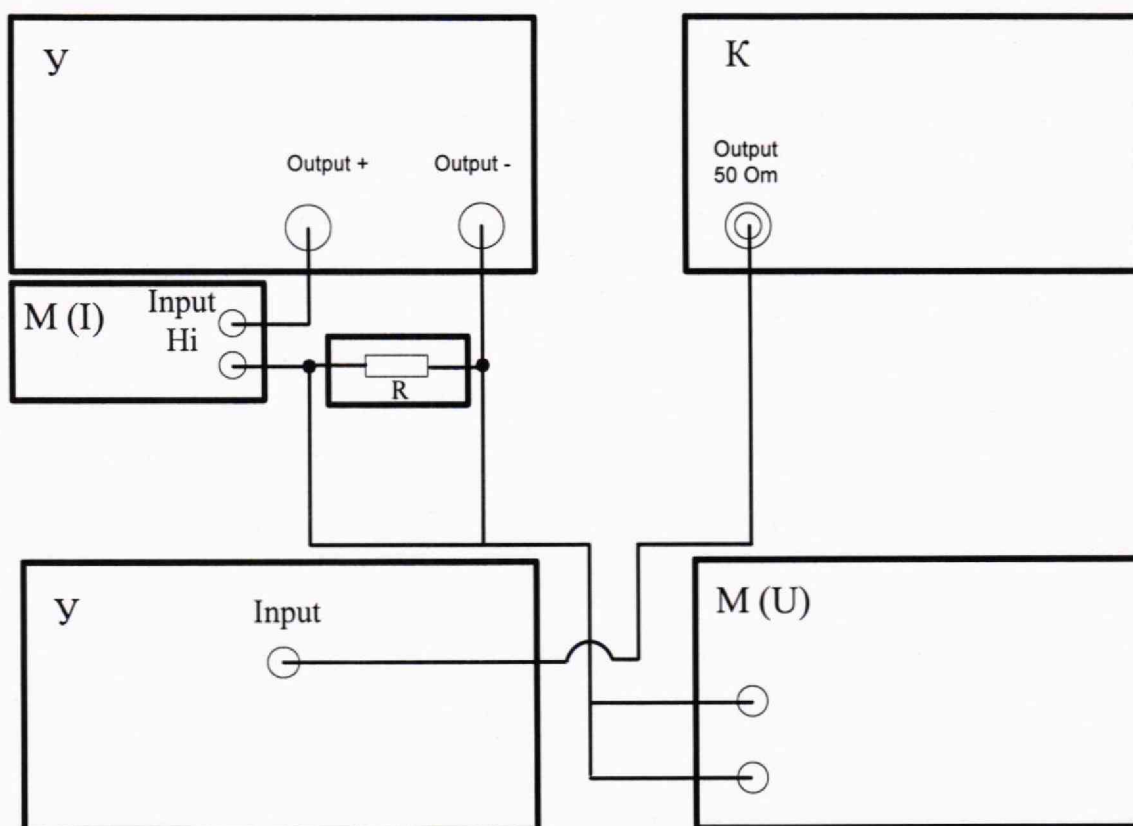 У
Output +
Output -
К
Output
50 Om
М (I)
Input
Hi
R
У
Input
М (U)